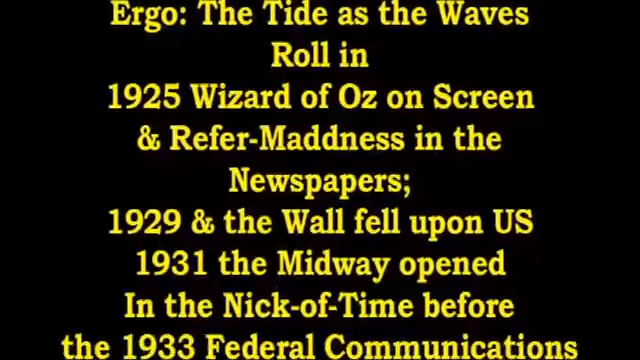 Ergo: The Tide as the Waves
Roll in
1925 Wizard of Oz on Screen
& Refer-Maddness in the
Newspapers;
1929 & the Wall fell upon US
1931 the Midway opened
In the Nick-of-Time before
the 1933 Federal Communications